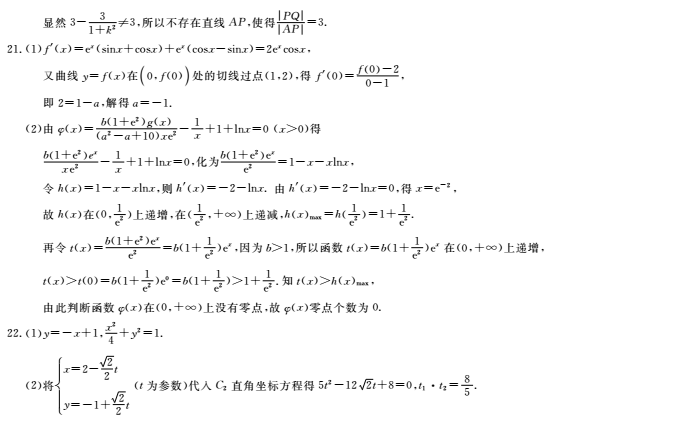 显然 3-3/(1+k²)≠3,所以不存在直线 AP,使得|PQ|/|AP|=3.
21.(1)f′(x)=eˣ(sinx+cosx)+eˣ(cosx-sinx)=2eˣcosx,
又曲线 y=f(x)在(0,f(0))处的切线过点(1,2),得 f′(0)=(f(0)-2)/(0-1),
即 2=1-a,解得 a=-1.
(2)由 φ(x)=b(1+e²)g(x)/((a²-a+10)xe²)-1/x+1+lnx=0 (x>0)得
b(1+e²)eˣ/(xe²)-1/x+1+lnx=0,化为b(1+e²)eˣ/e²=1-x-xlnx,
令 h(x)=1-x-xlnx,则 h′(x)=-2-lnx. 由 h′(x)=-2-lnx=0,得 x=e⁻²,
故 h(x)在(0,1/e²)上递增,在(1/e²,+∞)上递减,h(x)max=h(1/e²)=1+1/e².
再令 t(x)=b(1+e²)eˣ/e²=b(1+1/e²)eˣ,因为 b>1,所以函数 t(x)=b(1+1/e²)eˣ 在(0,+∞)上递增,
t(x)>t(0)=b(1+1/e²)e⁰=b(1+1/e²)>1+1/e². 知 t(x)>h(x)max,
由此判断函数 φ(x)在(0,+∞)上没有零点,故 φ(x)零点个数为 0.
22.(1)y=-x+1,x²/4+y²=1.
(2)将{x=2-(√2/2)t
y=-1+(√2/2)t (t 为参数)代入 C₂ 直角坐标方程得 5t²-12√2t+8=0,t₁·t₂=8/5.